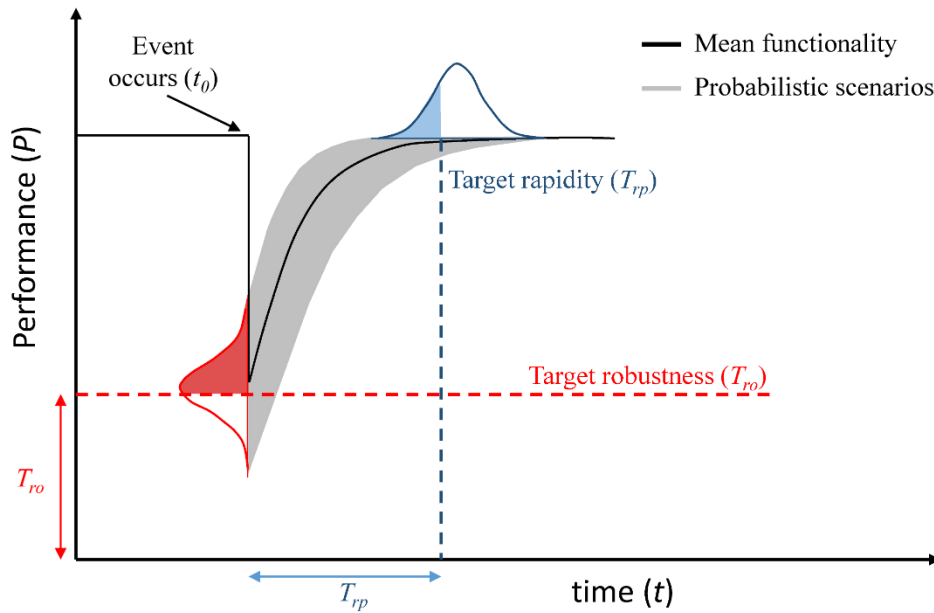 Event
occurs (t0)
Mean functionality
Probabilistic scenarios
Performance (P)
Target rapidity (Trp)
Target robustness (Tro)
Tro
Trp
time (t)